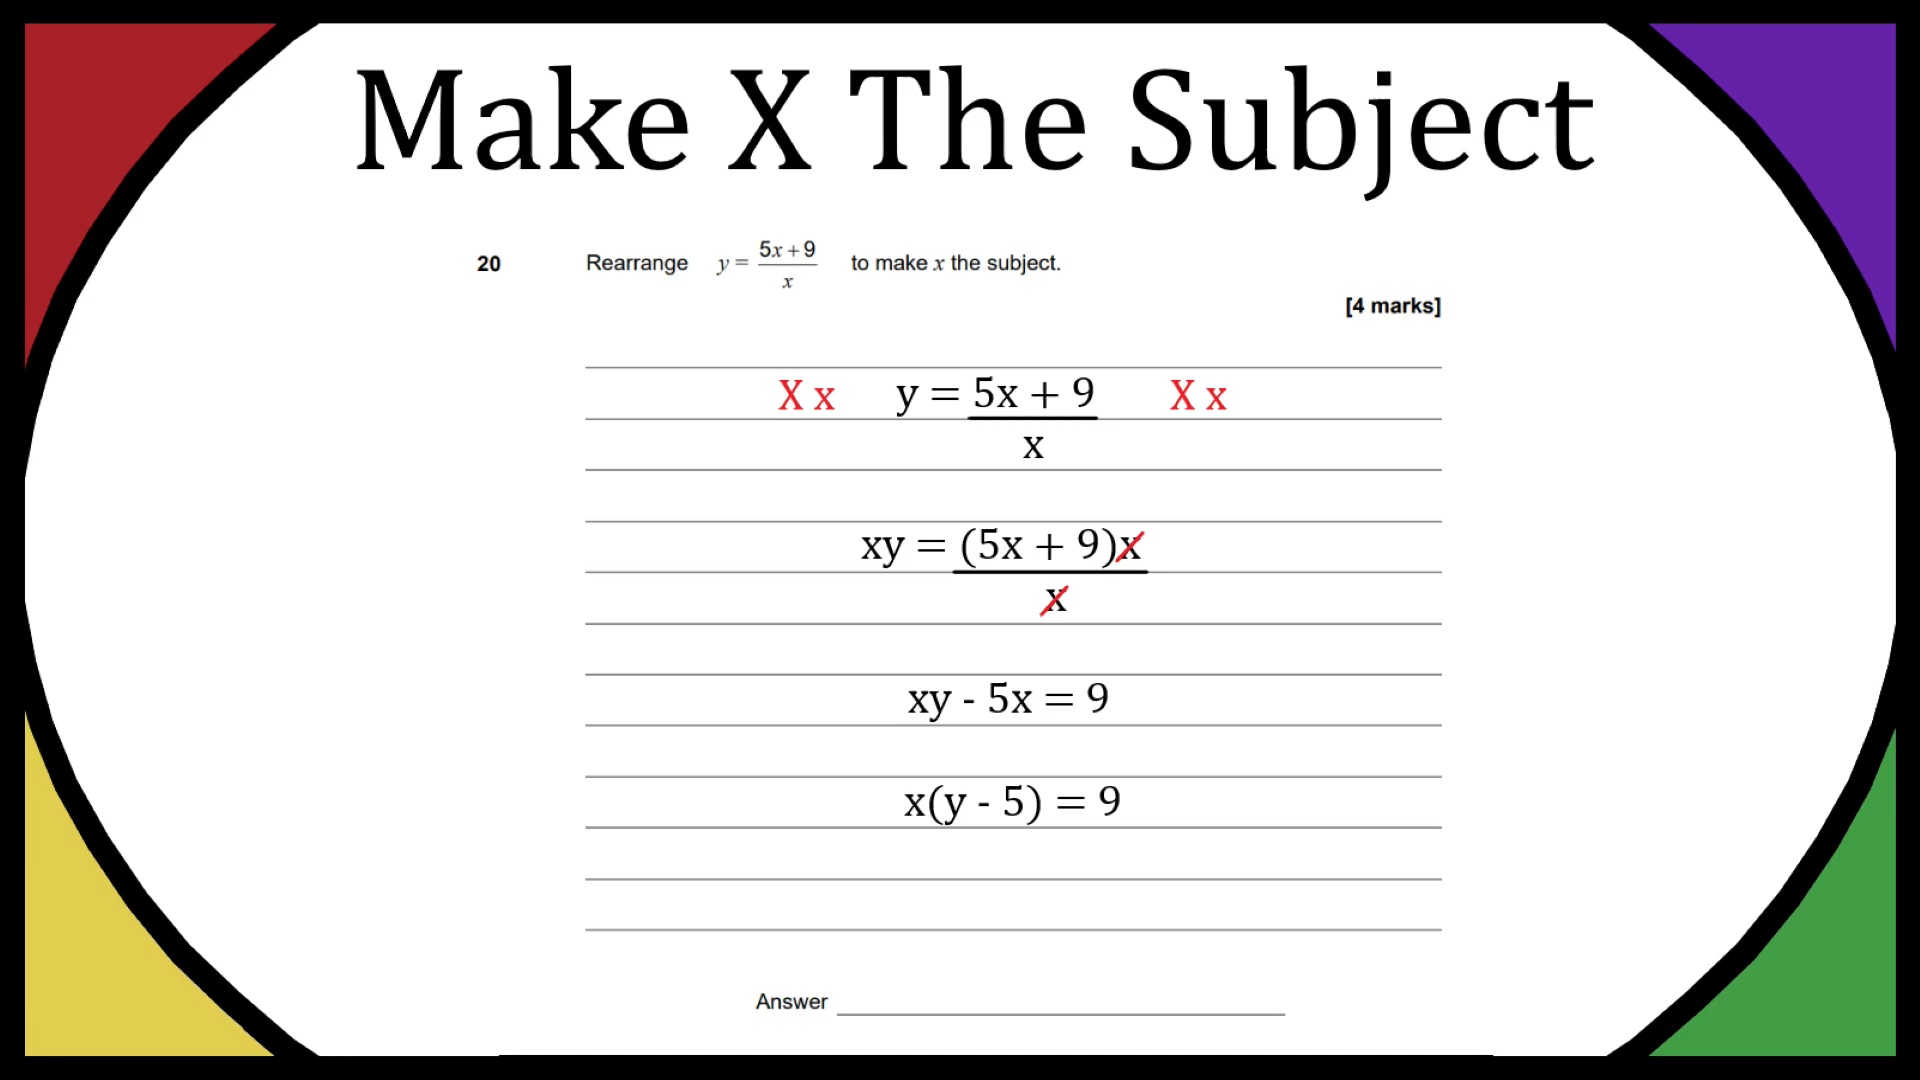 Make X The Subject
20 Rearrange y = 5x + 9 / x to make x the subject.
[4 marks]
X x y = 5x + 9 X x
x
xy = (5x + 9)x
x
xy - 5x = 9
x(y - 5) = 9
Answer